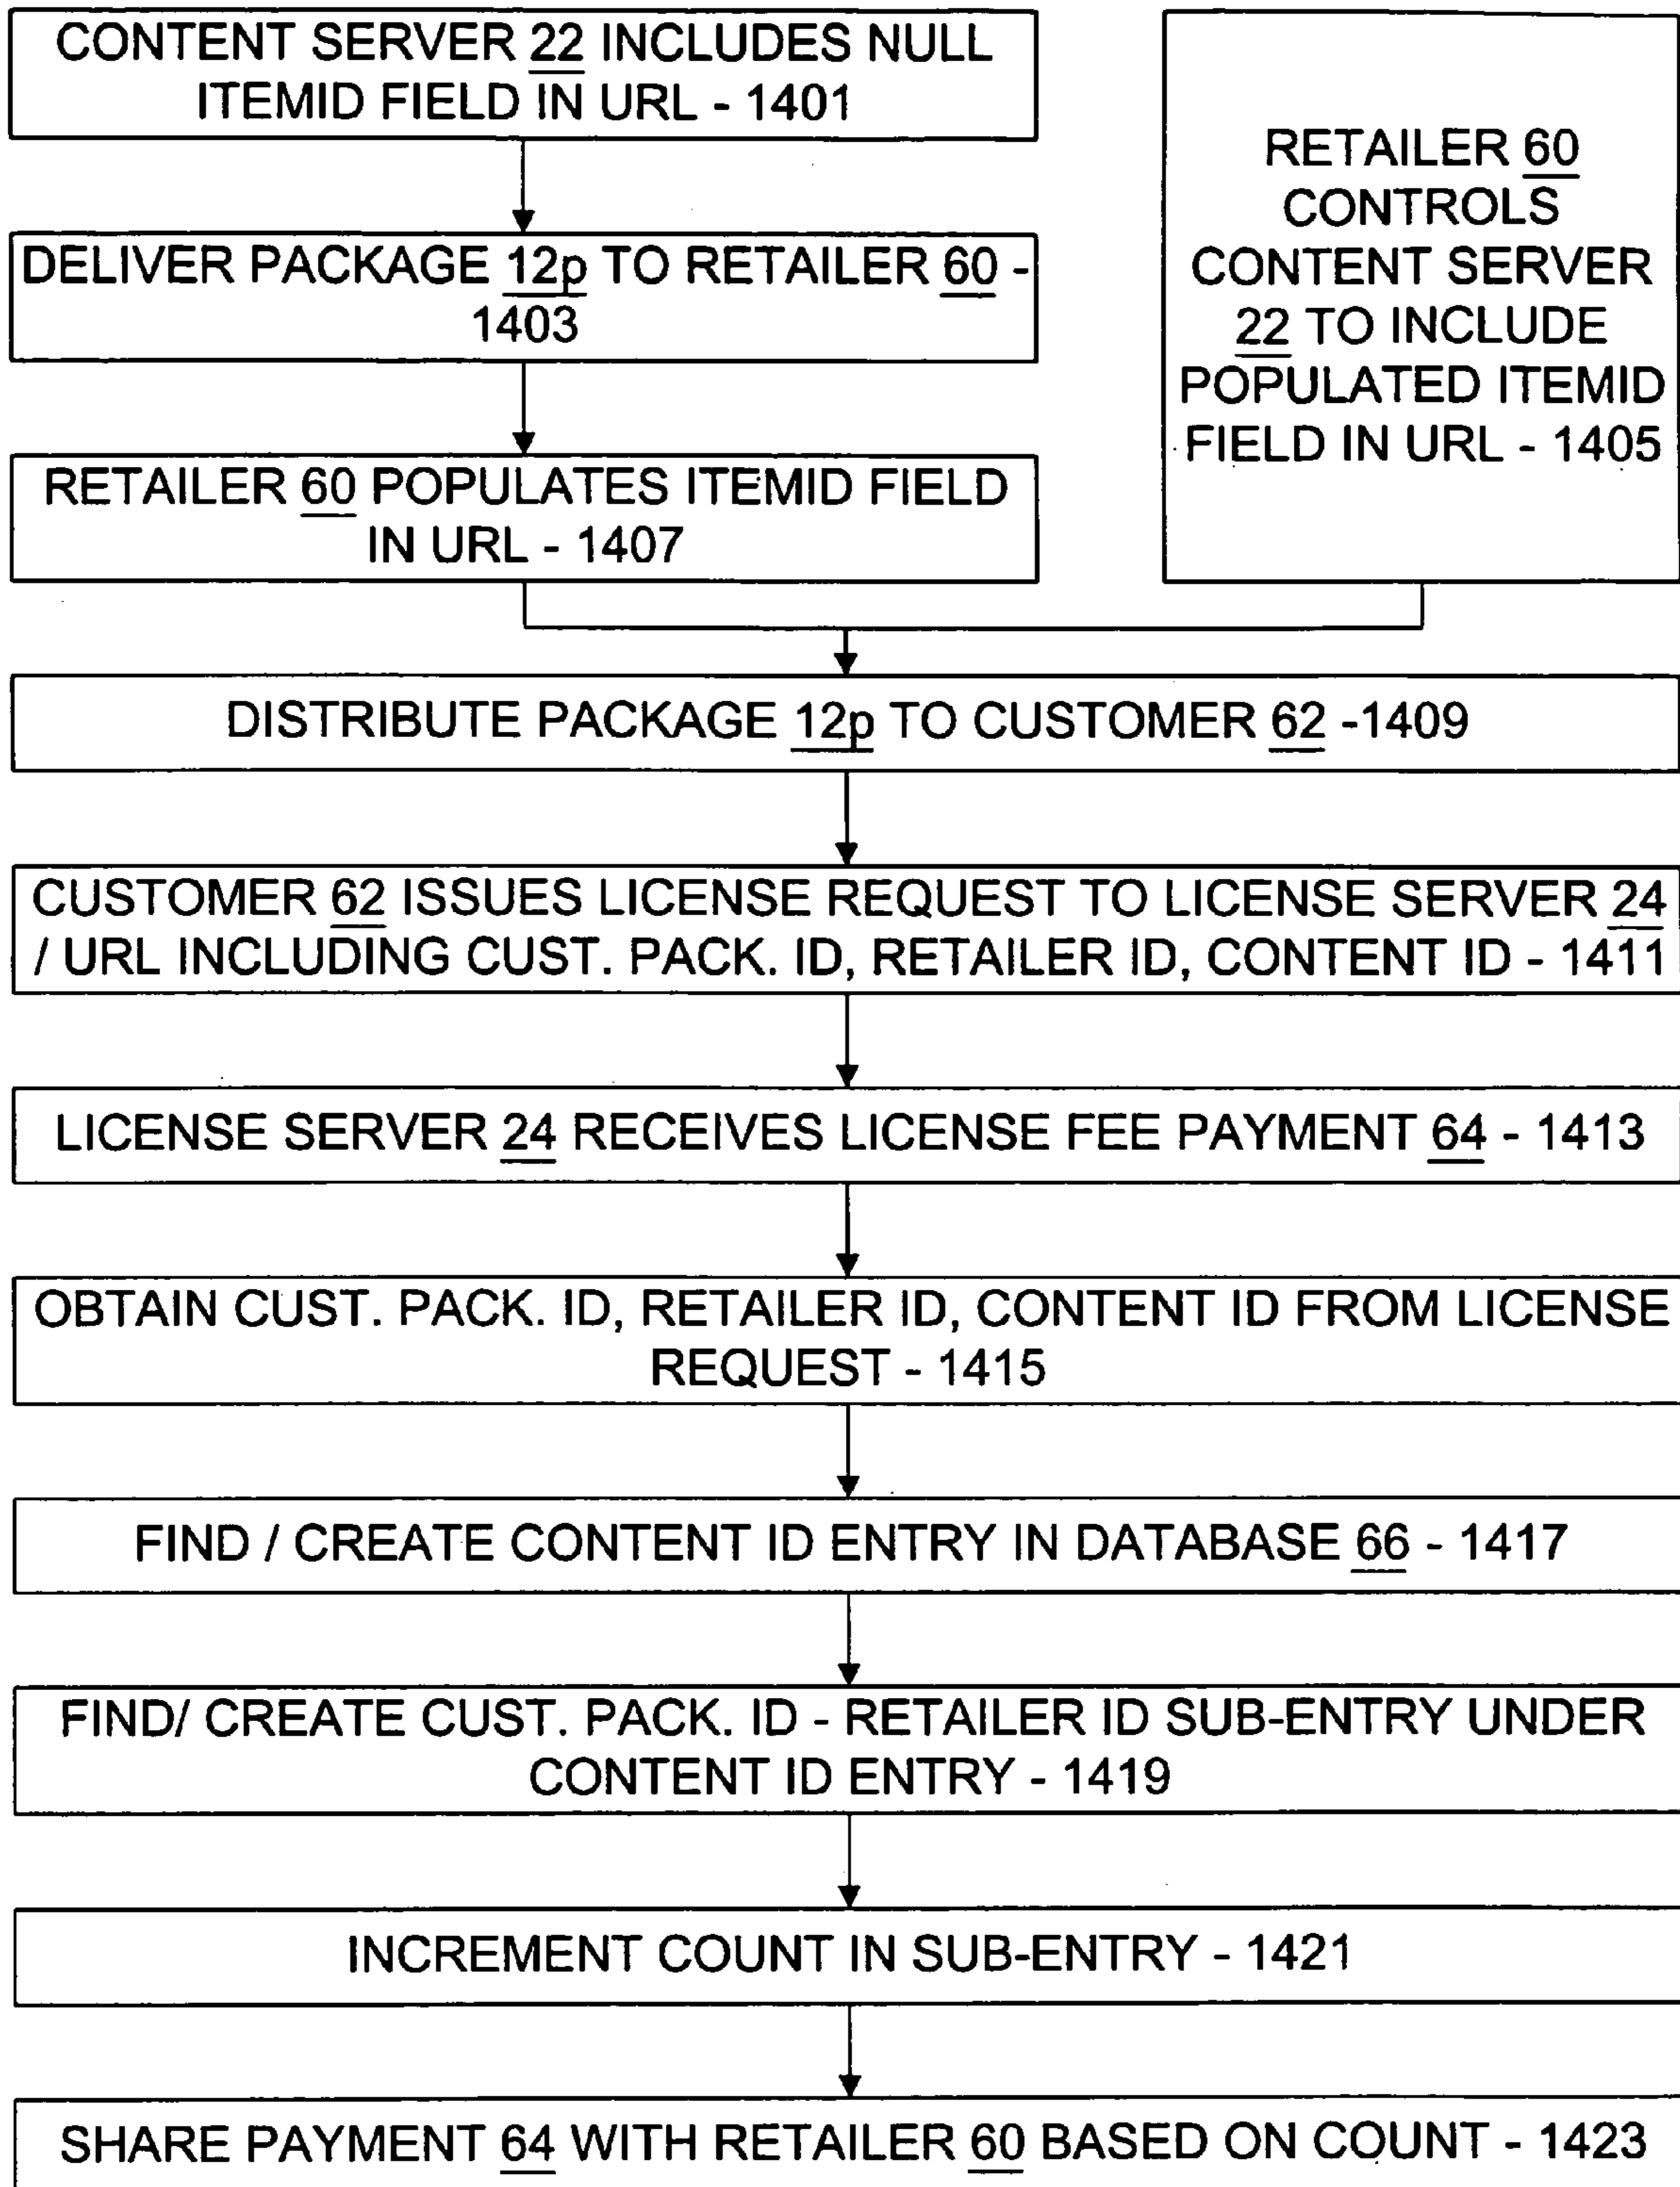 CONTENT SERVER 22 INCLUDES NULL
ITEMID FIELD IN URL - 1401
DELIVER PACKAGE 12p TO RETAILER 60 -
1403
RETAILER 60 POPULATES ITEMID FIELD
IN URL - 1407
RETAILER 60
CONTROLS
CONTENT SERVER
22 TO INCLUDE
POPULATED ITEMID
FIELD IN URL - 1405
DISTRIBUTE PACKAGE 12p TO CUSTOMER 62 -1409
CUSTOMER 62 ISSUES LICENSE REQUEST TO LICENSE SERVER 24
/ URL INCLUDING CUST. PACK. ID, RETAILER ID, CONTENT ID - 1411
LICENSE SERVER 24 RECEIVES LICENSE FEE PAYMENT 64 - 1413
OBTAIN CUST. PACK. ID, RETAILER ID, CONTENT ID FROM LICENSE
REQUEST - 1415
FIND / CREATE CONTENT ID ENTRY IN DATABASE 66 - 1417
FIND/ CREATE CUST. PACK. ID - RETAILER ID SUB-ENTRY UNDER
CONTENT ID ENTRY - 1419
INCREMENT COUNT IN SUB-ENTRY - 1421
SHARE PAYMENT 64 WITH RETAILER 60 BASED ON COUNT - 1423